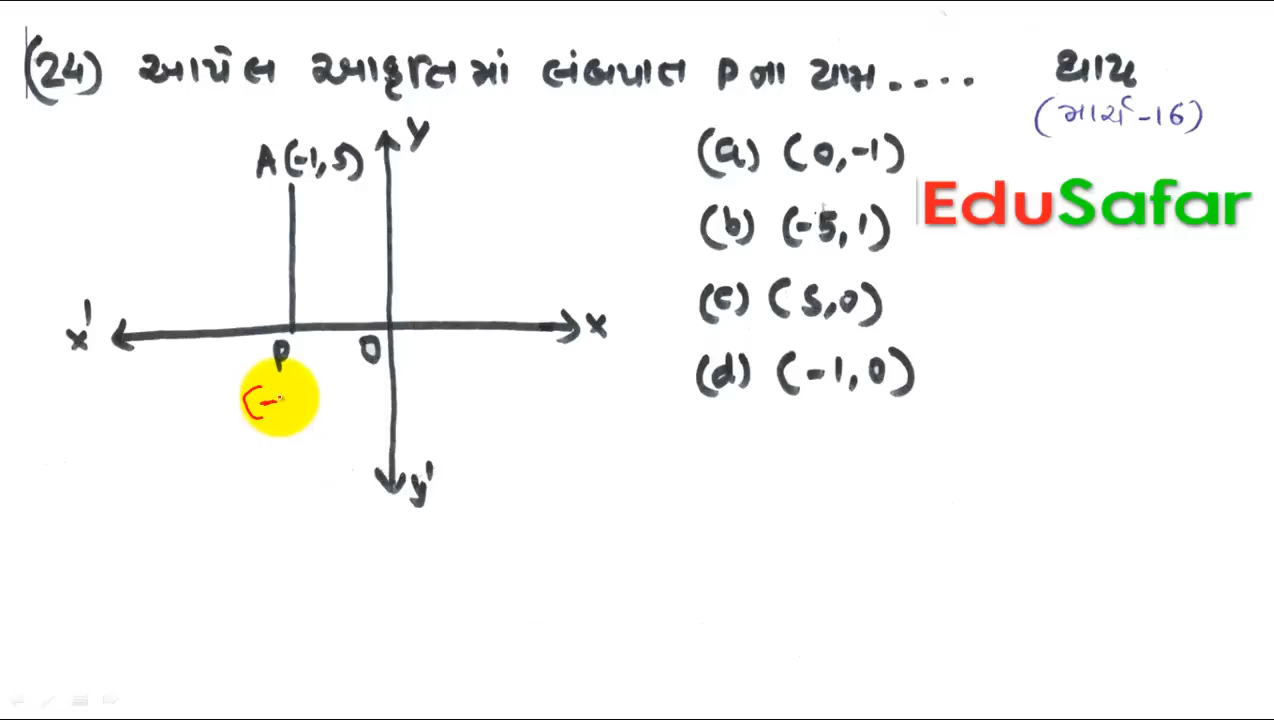 (24) આપેલ આકૃતિમાં લંબપાત P ના યામ.... થાય
(માર્ચ-16)
A(-1, 5)
y
(a) (0, -1)
(b) (-5, 1)
(c) (5, 0)
(d) (-1, 0)
EduSafar
x'
x
P
O
(-
y'